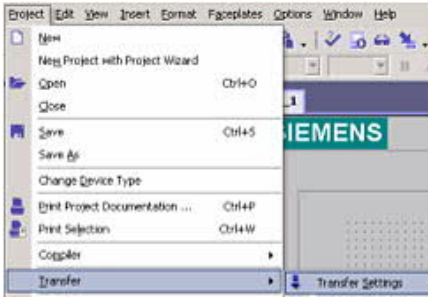 Project Edit View Insert Format Faceplates Options Window Help
New
New Project with Project Wizard
Open Ctrl+O
Close
_1
Save Ctrl+S
SIEMENS
Save As
Change Device Type
Print Project Documentation ... Ctrl+P
Print Selection Ctrl+W
Compiler
Transfer
Transfer Settings